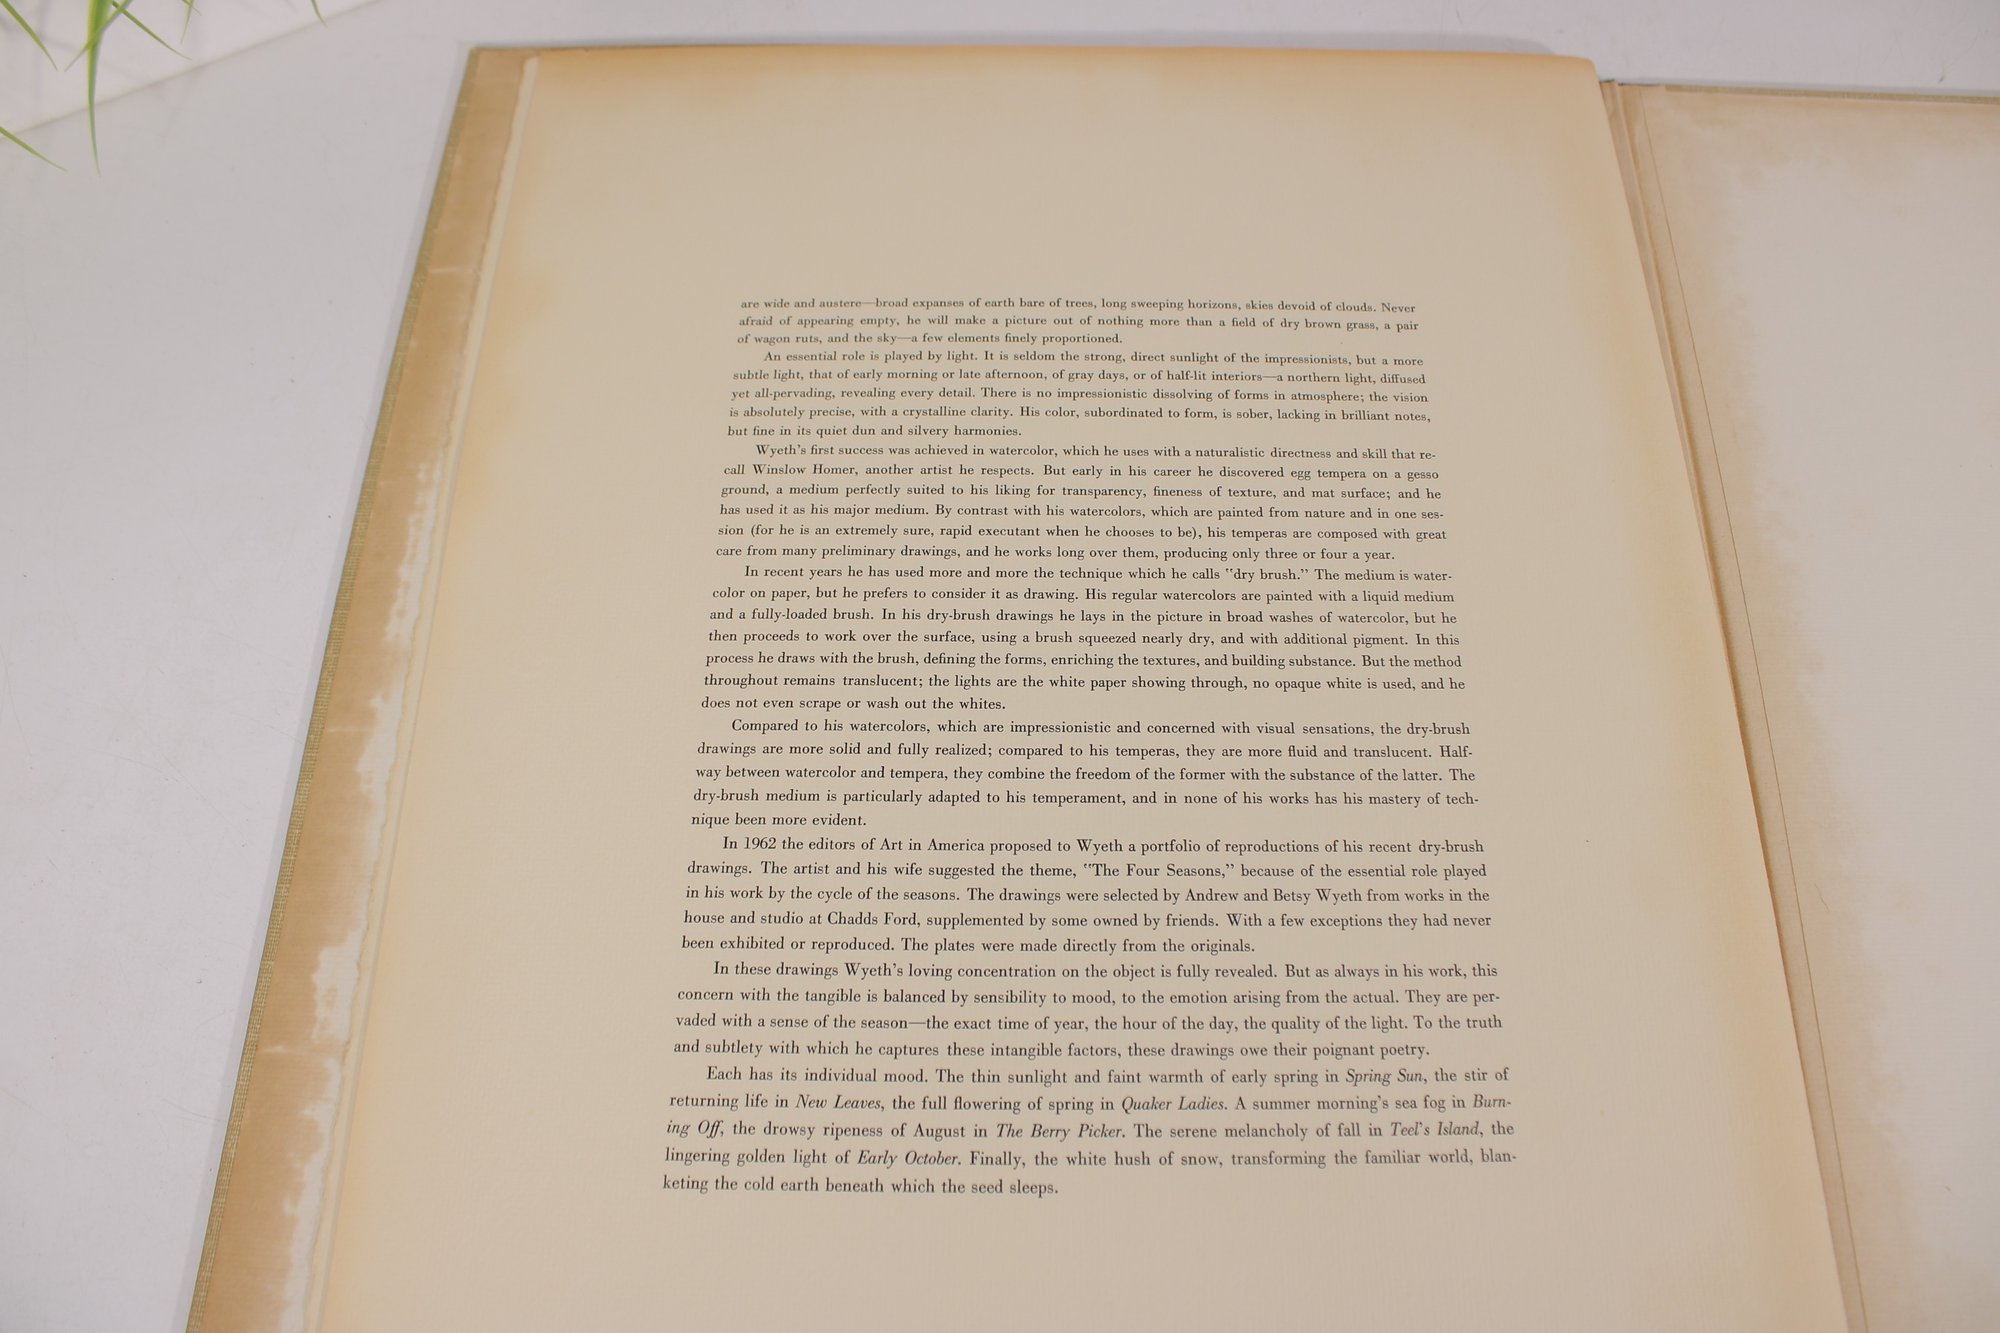 are wide and austere—broad expanses of earth bare of trees, long sweeping horizons, skies devoid of clouds. Never
afraid of appearing empty, he will make a picture out of nothing more than a field of dry brown grass, a pair
of wagon ruts, and the sky—a few elements finely proportioned.
An essential role is played by light. It is seldom the strong, direct sunlight of the impressionists, but a more
subtle light, that of early morning or late afternoon, of gray days, or of half-lit interiors—a northern light, diffused
yet all-pervading, revealing every detail. There is no impressionistic dissolving of forms in atmosphere; the vision
is absolutely precise, with a crystalline clarity. His color, subordinated to form, is sober, lacking in brilliant notes,
but fine in its quiet dun and silvery harmonies.
Wyeth's first success was achieved in watercolor, which he uses with a naturalistic directness and skill that re-
call Winslow Homer, another artist he respects. But early in his career he discovered egg tempera on a gesso
ground, a medium perfectly suited to his liking for transparency, fineness of texture, and mat surface; and he
has used it as his major medium. By contrast with his watercolors, which are painted from nature and in one ses-
sion (for he is an extremely sure, rapid executant when he chooses to be), his temperas are composed with great
care from many preliminary drawings, and he works long over them, producing only three or four a year.
In recent years he has used more and more the technique which he calls "dry brush." The medium is water-
color on paper, but he prefers to consider it as drawing. His regular watercolors are painted with a liquid medium
and a fully-loaded brush. In his dry-brush drawings he lays in the picture in broad washes of watercolor, but he
then proceeds to work over the surface, using a brush squeezed nearly dry, and with additional pigment. In this
process he draws with the brush, defining the forms, enriching the textures, and building substance. But the method
throughout remains translucent; the lights are the white paper showing through, no opaque white is used, and he
does not even scrape or wash out the whites.
Compared to his watercolors, which are impressionistic and concerned with visual sensations, the dry-brush
drawings are more solid and fully realized; compared to his temperas, they are more fluid and translucent. Half-
way between watercolor and tempera, they combine the freedom of the former with the substance of the latter. The
dry-brush medium is particularly adapted to his temperament, and in none of his works has his mastery of tech-
nique been more evident.
In 1962 the editors of Art in America proposed to Wyeth a portfolio of reproductions of his recent dry-brush
drawings. The artist and his wife suggested the theme, "The Four Seasons," because of the essential role played
in his work by the cycle of the seasons. The drawings were selected by Andrew and Betsy Wyeth from works in the
house and studio at Chadds Ford, supplemented by some owned by friends. With a few exceptions they had never
been exhibited or reproduced. The plates were made directly from the originals.
In these drawings Wyeth's loving concentration on the object is fully revealed. But as always in his work, this
concern with the tangible is balanced by sensibility to mood, to the emotion arising from the actual. They are per-
vaded with a sense of the season—the exact time of year, the hour of the day, the quality of the light. To the truth
and subtlety with which he captures these intangible factors, these drawings owe their poignant poetry.
Each has its individual mood. The thin sunlight and faint warmth of early spring in Spring Sun, the stir of
returning life in New Leaves, the full flowering of spring in Quaker Ladies. A summer morning's sea fog in Burn-
ing Off, the drowsy ripeness of August in The Berry Picker. The serene melancholy of fall in Teel's Island, the
lingering golden light of Early October. Finally, the white hush of snow, transforming the familiar world, blan-
keting the cold earth beneath which the seed sleeps.